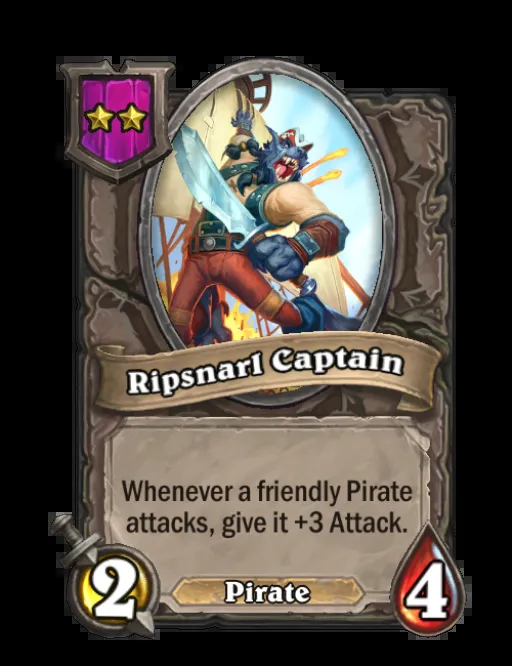 Ripsnarl Captain
Whenever a friendly Pirate
attacks, give it +3 Attack.
2
Pirate
4